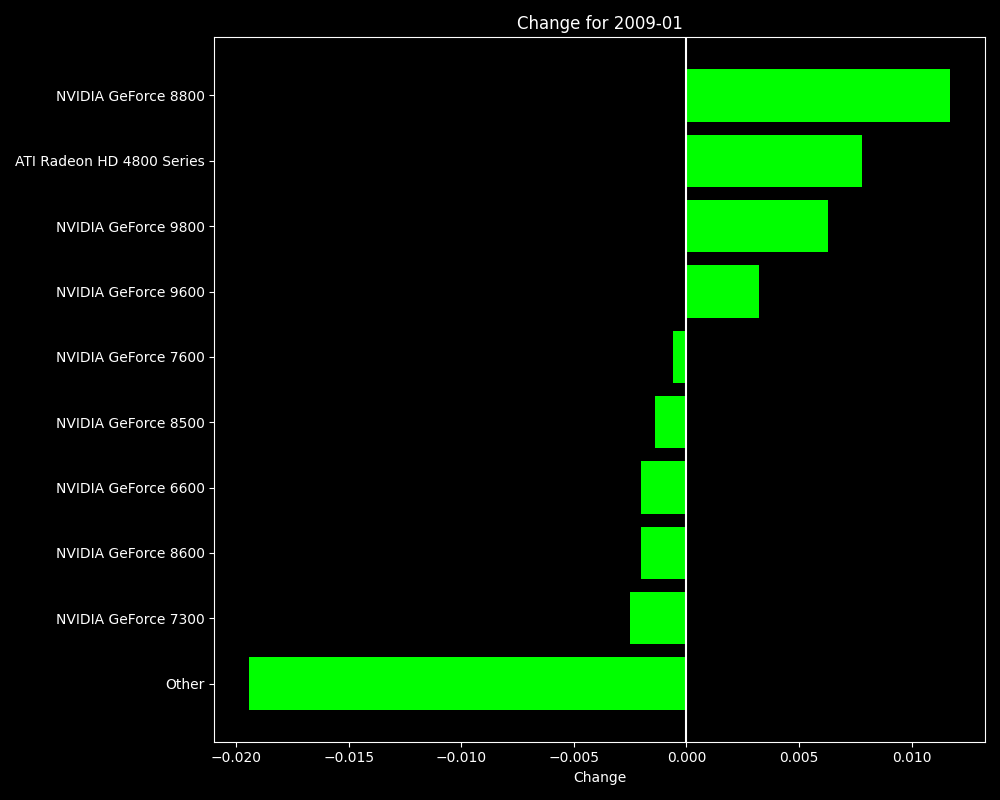 Change for 2009-01
NVIDIA GeForce 8800
ATI Radeon HD 4800 Series
NVIDIA GeForce 9800
NVIDIA GeForce 9600
NVIDIA GeForce 7600
NVIDIA GeForce 8500
NVIDIA GeForce 6600
NVIDIA GeForce 8600
NVIDIA GeForce 7300
Other
−0.020 −0.015 −0.010 −0.005 0.000 0.005 0.010
Change